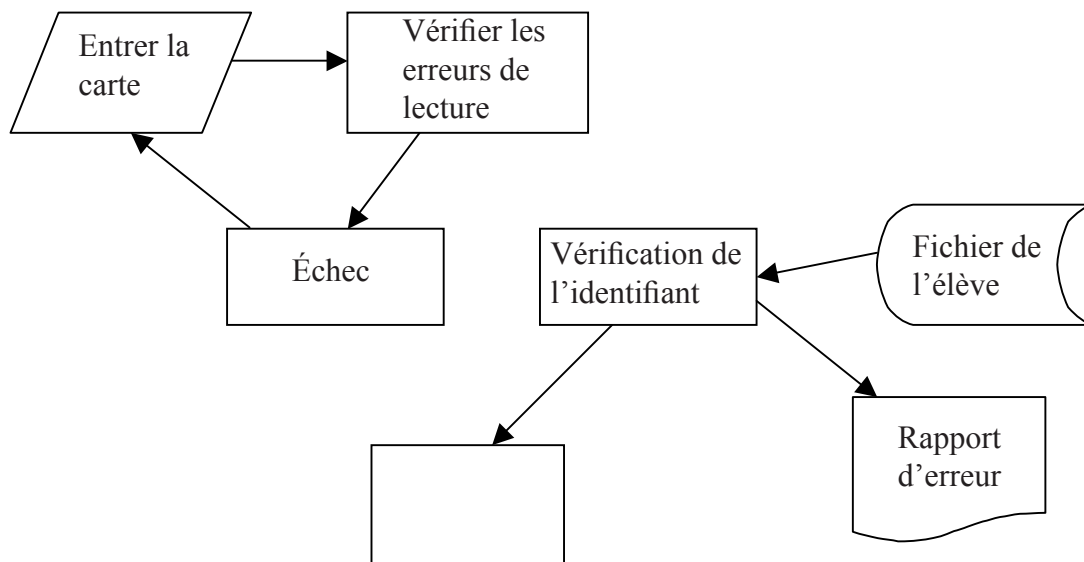 Entrer la
carte
Vérifier les
erreurs de
lecture
Échec
Vérification de
l’identifiant
Fichier de
l’élève
Rapport
d’erreur